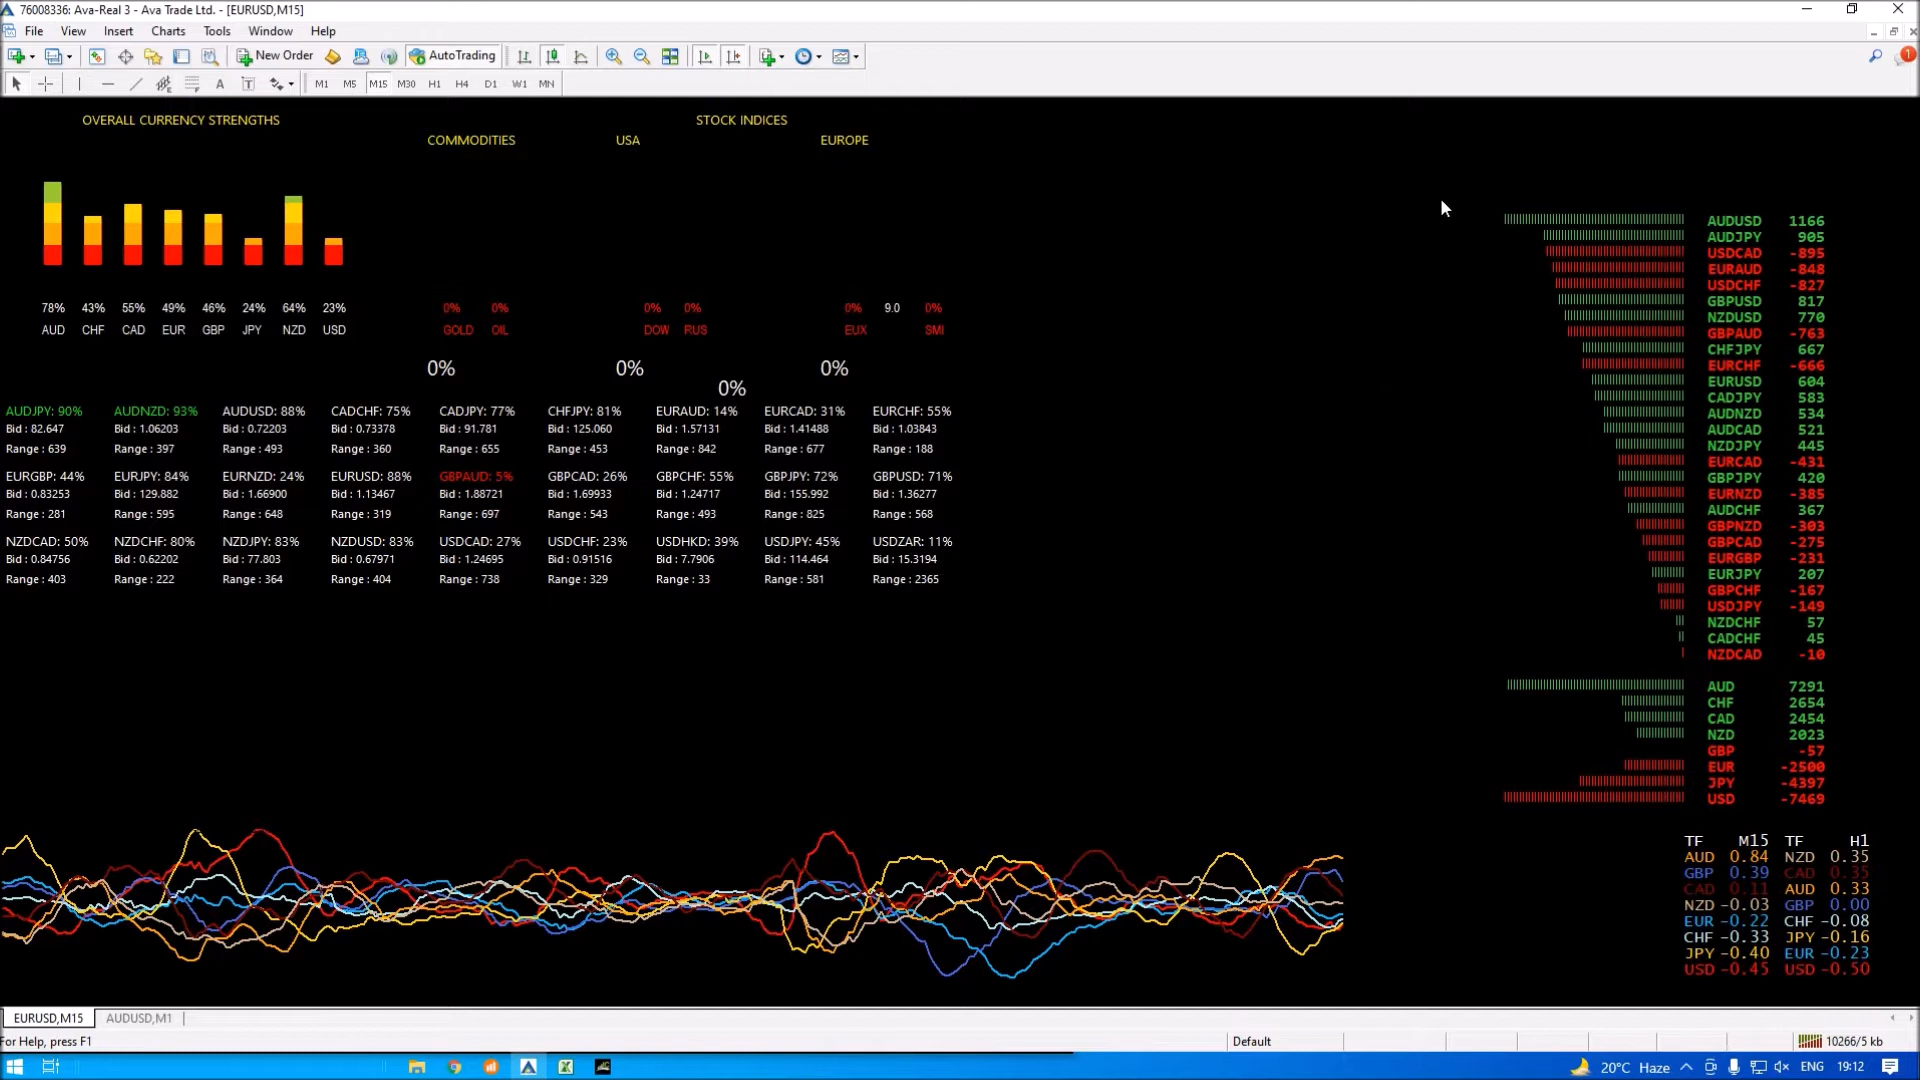 76008336: Ava-Real 3 - Ava Trade Ltd. - [EURUSD,M15]
File View Insert Charts Tools Window Help
New Order AutoTrading
1
A T M1 M5 M15 M30 H1 H4 D1 W1 MN
OVERALL CURRENCY STRENGTHS
STOCK INDICES
COMMODITIES USA EUROPE
78% 43% 55% 49% 46% 24% 64% 23%
AUD CHF CAD EUR GBP JPY NZD USD
0% 0% 0% 0% 0% 9.0 0%
GOLD OIL DOW RUS EUX SMI
0% 0% 0%
0%
AUDJPY: 90% AUDNZD: 93% AUDUSD: 88% CADCHF: 75% CADJPY: 77% CHFJPY: 81% EURAUD: 14% EURCAD: 31% EURCHF: 55%
Bid : 82.647 Bid : 1.06203 Bid : 0.72203 Bid : 0.73378 Bid : 91.781 Bid : 125.060 Bid : 1.57131 Bid : 1.41488 Bid : 1.03843
Range : 639 Range : 397 Range : 493 Range : 360 Range : 655 Range : 453 Range : 842 Range : 677 Range : 188
EURGBP: 44% EURJPY: 84% EURNZD: 24% EURUSD: 88% GBPAUD: 5% GBPCAD: 26% GBPCHF: 55% GBPJPY: 72% GBPUSD: 71%
Bid : 0.83253 Bid : 129.882 Bid : 1.66900 Bid : 1.13467 Bid : 1.88721 Bid : 1.69933 Bid : 1.24717 Bid : 155.992 Bid : 1.36277
Range : 281 Range : 595 Range : 648 Range : 319 Range : 697 Range : 543 Range : 493 Range : 825 Range : 568
NZDCAD: 50% NZDCHF: 80% NZDJPY: 83% NZDUSD: 83% USDCAD: 27% USDCHF: 23% USDHKD: 39% USDJPY: 45% USDZAR: 11%
Bid : 0.84756 Bid : 0.62202 Bid : 77.803 Bid : 0.67971 Bid : 1.24695 Bid : 0.91516 Bid : 7.7906 Bid : 114.464 Bid : 15.3194
Range : 403 Range : 222 Range : 364 Range : 404 Range : 738 Range : 329 Range : 33 Range : 581 Range : 2365
AUDUSD 1166
AUDJPY 905
USDCAD -895
EURAUD -848
USDCHF -827
GBPUSD 817
NZDUSD 770
GBPAUD -763
CHFJPY 667
EURCHF -666
EURUSD 604
CADJPY 583
AUDNZD 534
AUDCAD 521
NZDJPY 445
EURCAD -431
GBPJPY 420
EURNZD -385
AUDCHF 367
GBPNZD -303
GBPCAD -275
EURGBP -231
EURJPY 207
GBPCHF -167
USDJPY -149
NZDCHF 57
CADCHF 45
NZDCAD -10
AUD 7291
CHF 2654
CAD 2454
NZD 2023
GBP -57
EUR -2500
JPY -4397
USD -7469
TF M15 TF H1
AUD 0.84 NZD 0.35
GBP 0.39 CAD 0.35
CAD 0.11 AUD 0.33
NZD -0.03 GBP 0.00
EUR -0.22 CHF -0.08
CHF -0.33 JPY -0.16
JPY -0.40 EUR -0.23
USD -0.45 USD -0.50
EURUSD,M15 AUDUSD,M1
For Help, press F1 Default 10266/5 kb
20°C Haze ENG 19:12